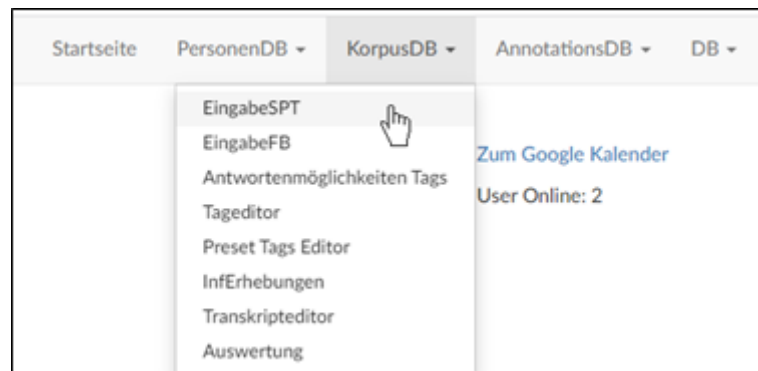 Startseite PersonenDB KorpusDB AnnotationsDB DB
EingabeSPT
EingabeFB
Antwortenmöglichkeiten Tags
Tageditor
Preset Tags Editor
InfErhebungen
Transkripteditor
Auswertung
Zum Google Kalender
User Online: 2